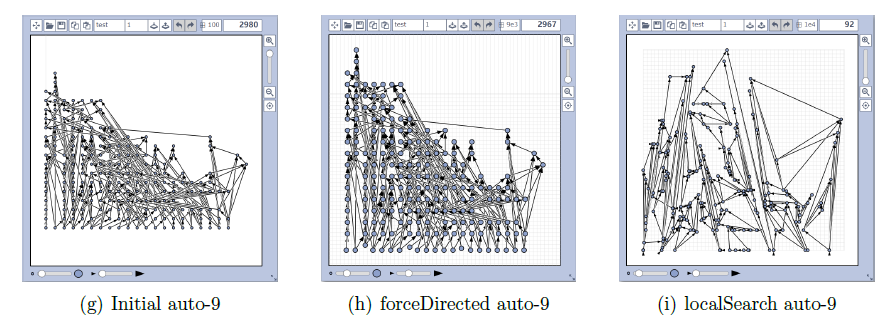 test 1 100 2980
test 1 9e3 2967
test 1 1e4 92
(g) Initial auto-9
(h) forceDirected auto-9
(i) localSearch auto-9